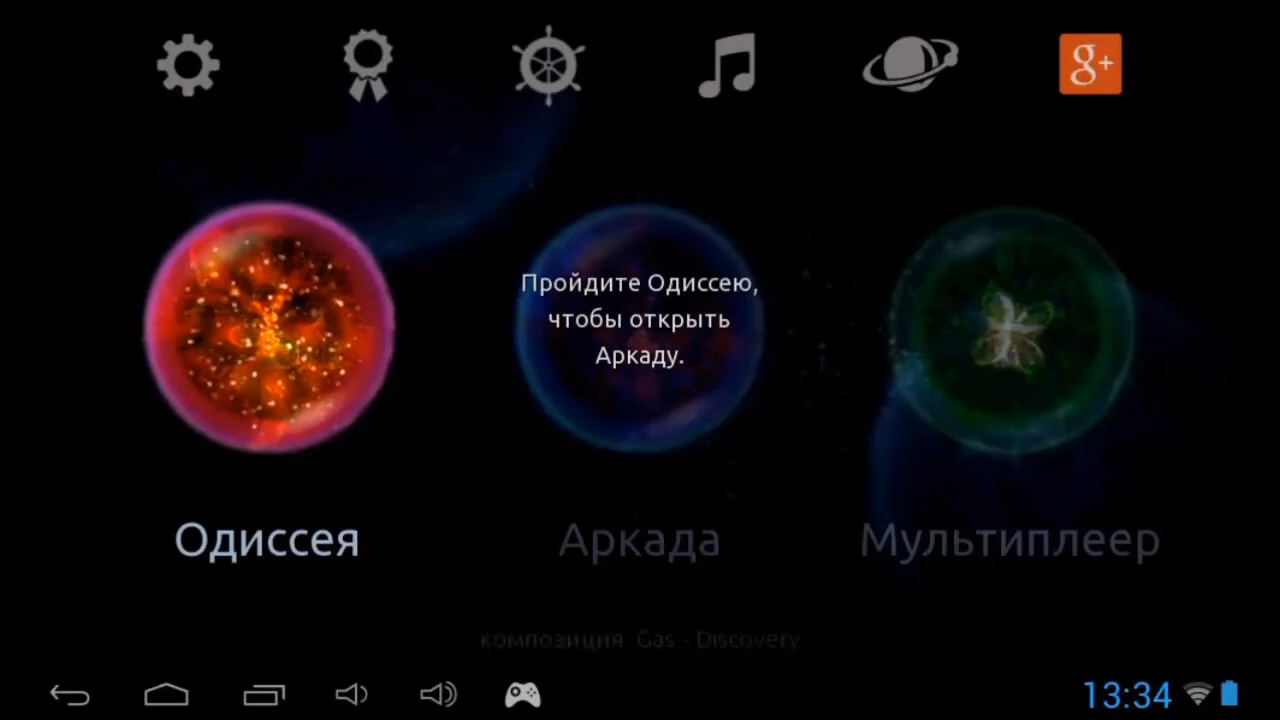 g+
Пройдите Одиссею,
чтобы открыть
Аркаду.
Одиссея
Аркада
Мультиплеер
композиция Gas - Discovery
13:34